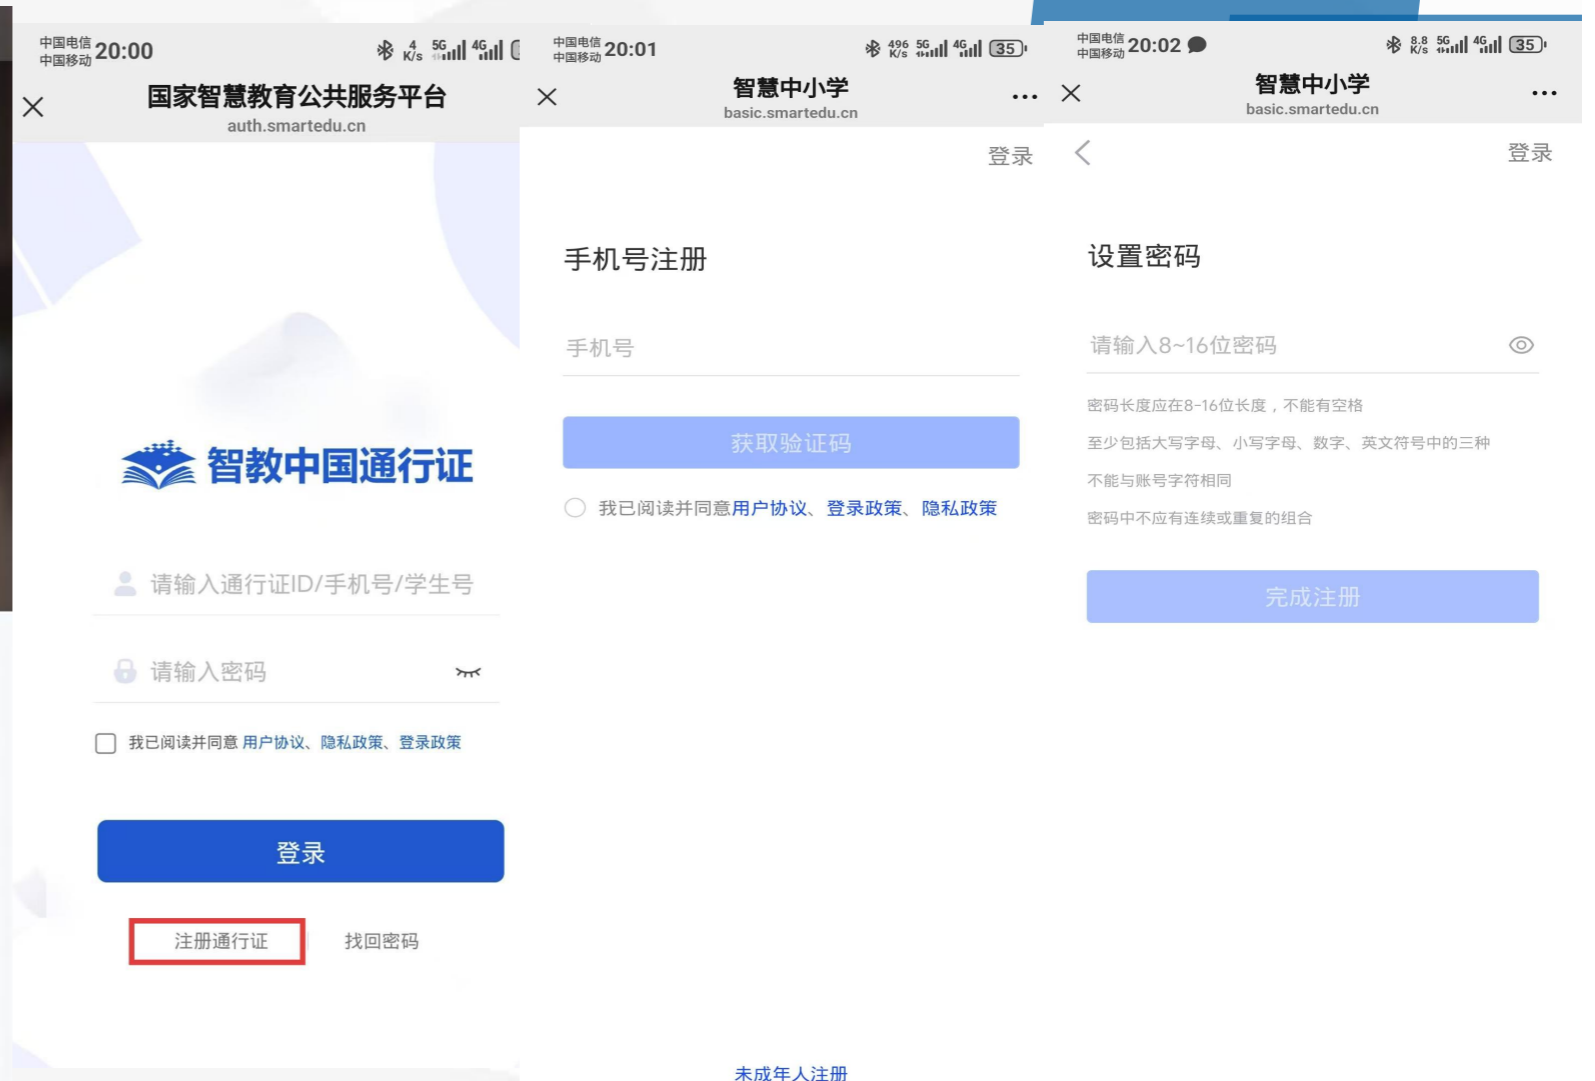 中国电信
中国移动 20:00
4 K/s 5G 4G
国家智慧教育公共服务平台
auth.smartedu.cn
智教中国通行证
请输入通行证ID/手机号/学生号
请输入密码
我已阅读并同意 用户协议、隐私政策、登录政策
登录
注册通行证
找回密码
中国电信
中国移动 20:01
496 K/s 5G 4G 35
智慧中小学
basic.smartedu.cn
登录
手机号注册
手机号
获取验证码
我已阅读并同意用户协议、登录政策、隐私政策
未成年人注册
中国电信
中国移动 20:02
8.8 K/s 5G 4G 35
智慧中小学
basic.smartedu.cn
登录
设置密码
请输入8~16位密码
密码长度应在8-16位长度，不能有空格
至少包括大写字母、小写字母、数字、英文符号中的三种
不能与账号字符相同
密码中不应有连续或重复的组合
完成注册